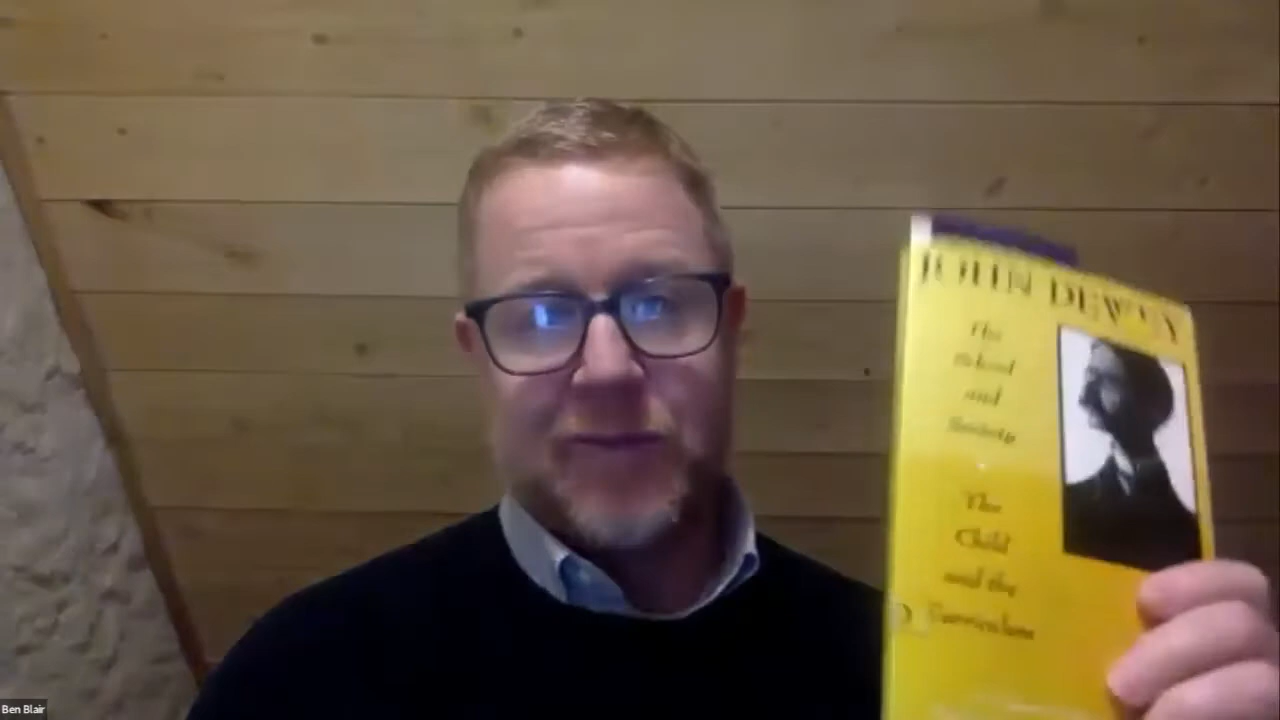 JOHN DEWEY
The
School
and
Society
The
Child
and the
Curriculum
Ben Blair